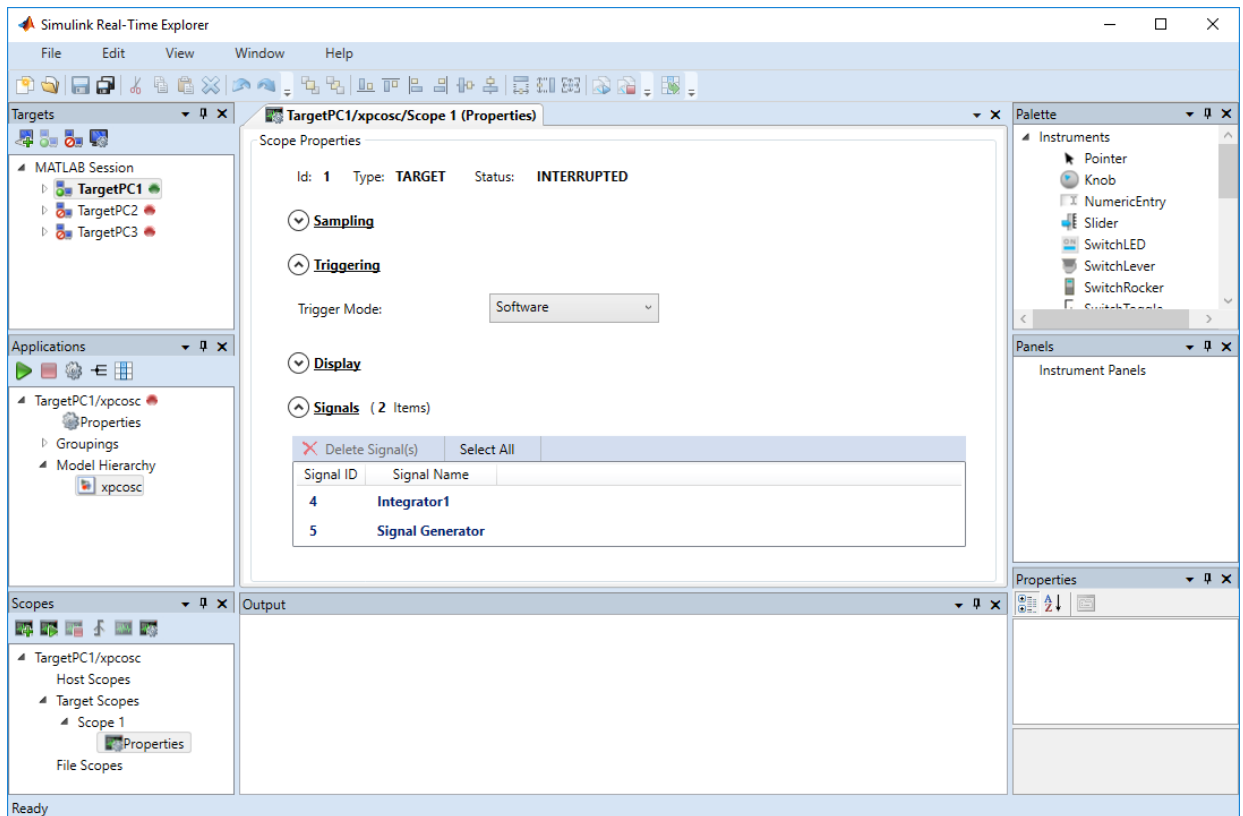 Simulink Real-Time Explorer
File Edit View Window Help
Targets
MATLAB Session
TargetPC1
TargetPC2
TargetPC3
Applications
TargetPC1/xpcosc
Properties
Groupings
Model Hierarchy
xpcosc
Scopes
TargetPC1/xpcosc
Host Scopes
Target Scopes
Scope 1
Properties
File Scopes
TargetPC1/xpcosc/Scope 1 (Properties)
Scope Properties
Id: 1 Type: TARGET Status: INTERRUPTED
Sampling
Triggering
Trigger Mode: Software
Display
Signals ( 2 Items)
Delete Signal(s) Select All
Signal ID Signal Name
4 Integrator1
5 Signal Generator
Output
Palette
Instruments
Pointer
Knob
NumericEntry
Slider
SwitchLED
SwitchLever
SwitchRocker
SwitchToggle
Panels
Instrument Panels
Properties
Ready